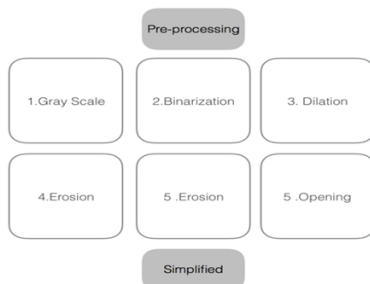 Pre-processing
1.Gray Scale
2.Binarization
3. Dilation
4.Erosion
5 .Erosion
5 .Opening
Simplified